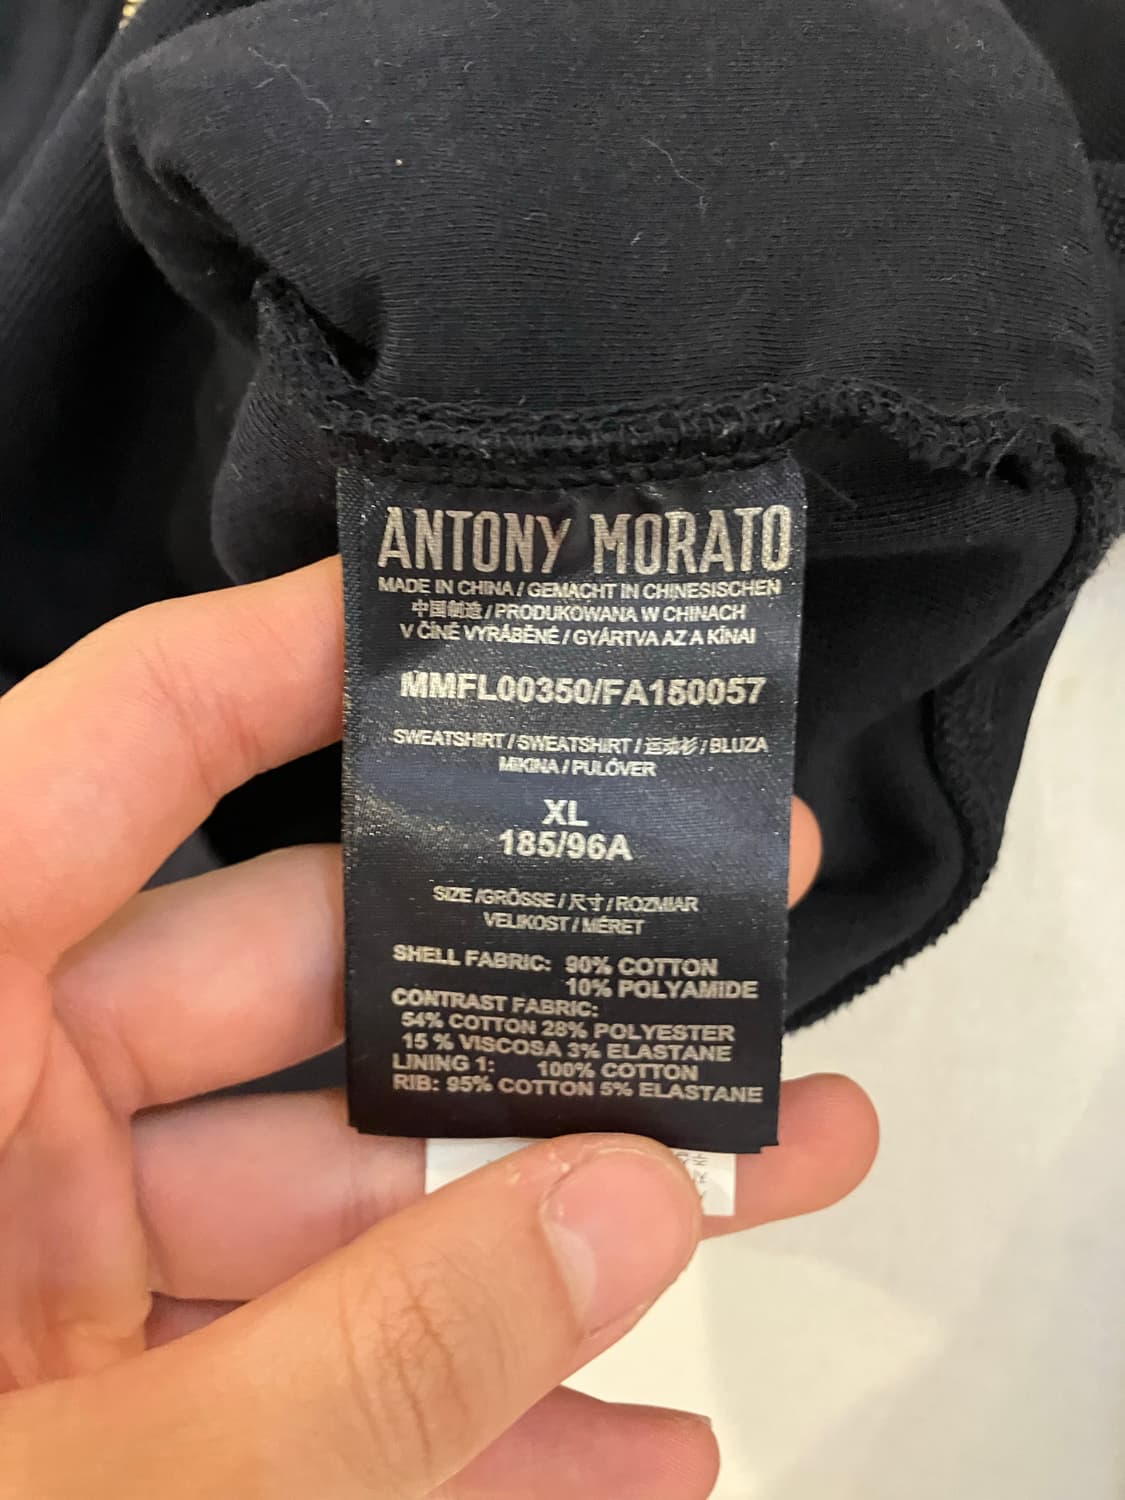 ANTONY MORATO
MADE IN CHINA / GEMACHT IN CHINESISCHEN
中国制造 / PRODUKOWANA W CHINACH
V ČÍNĚ VYRÁBĚNÉ / GYÁRTVA AZ A KÍNAI
MMFL00350/FA150057
SWEATSHIRT / SWEATSHIRT / 运动衫 / BLUZA
MIKINA / PULÓVER
XL
185/96A
SIZE /GRÖSSE / 尺寸 / ROZMIAR
VELIKOST / MÉRET
SHELL FABRIC: 90% COTTON
10% POLYAMIDE
CONTRAST FABRIC:
54% COTTON 28% POLYESTER
15 % VISCOSA 3% ELASTANE
LINING 1: 100% COTTON
RIB: 95% COTTON 5% ELASTANE